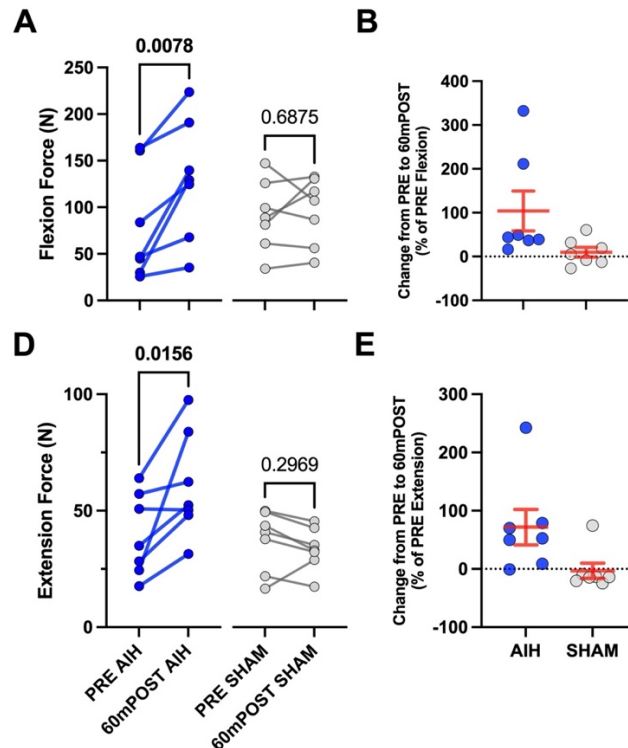 A
0.0078
0.6875
Flexion Force (N)
250
200
150
100
50
0
B
Change from PRE to 60mPOST
(% of PRE Flexion)
400
300
200
100
0
-100
D
0.0156
0.2969
Extension Force (N)
100
50
0
PRE AIH
60mPOST AIH
PRE SHAM
60mPOST SHAM
E
Change from PRE to 60mPOST
(% of PRE Extension)
300
200
100
0
-100
AIH
SHAM